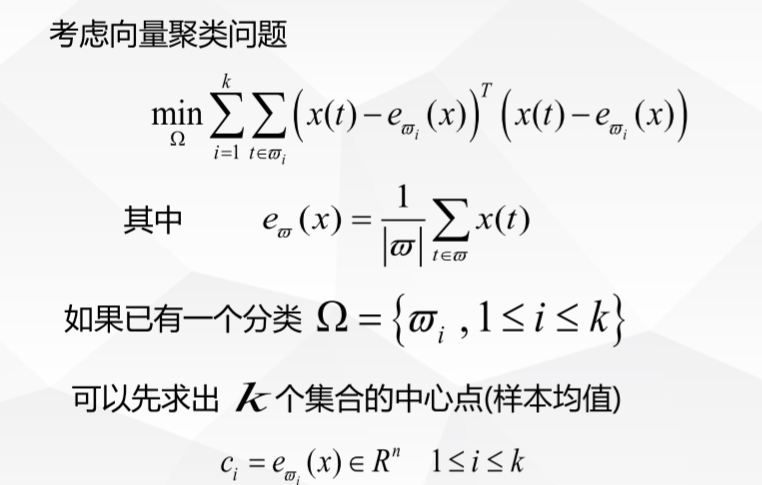 考虑向量聚类问题
$$\min_{\Omega} \sum_{i=1}^{k} \sum_{t \in \varpi_i} \left( x(t) - e_{\varpi_i}(x) \right)^T \left( x(t) - e_{\varpi_i}(x) \right)$$
其中 $e_{\varpi}(x) = \frac{1}{|\varpi|} \sum_{t \in \varpi} x(t)$
如果已有一个分类 $\Omega = \{ \varpi_i , 1 \le i \le k \}$
可以先求出 $k$ 个集合的中心点(样本均值)
$c_i = e_{\varpi_i}(x) \in R^n \quad 1 \le i \le k$